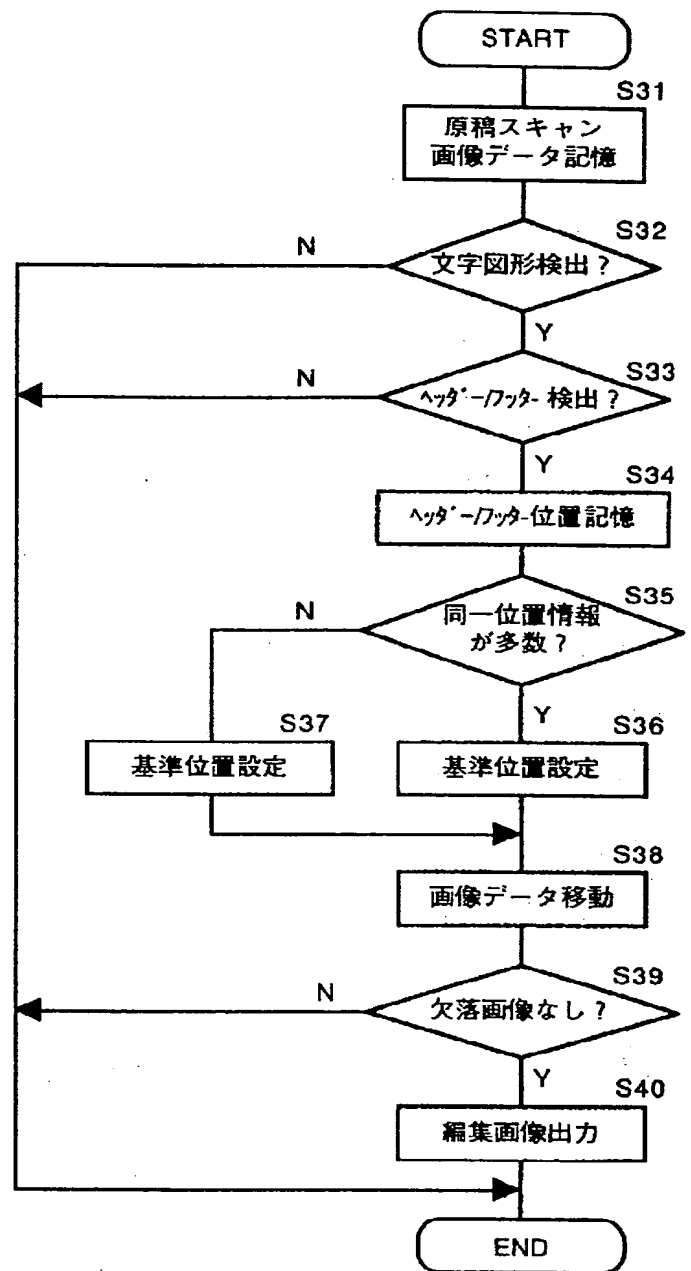 START
S31
原稿スキャン
画像データ記憶
S32
N
文字図形検出？
Y
S33
N
ﾍｯﾀﾞｰ/ﾌｯﾀｰ 検出？
Y
S34
ﾍｯﾀﾞｰ/ﾌｯﾀｰ位置記憶
S35
N
同一位置情報
が多数？
Y
S37
S36
基準位置設定
基準位置設定
S38
画像データ移動
S39
N
欠落画像なし？
Y
S40
編集画像出力
END